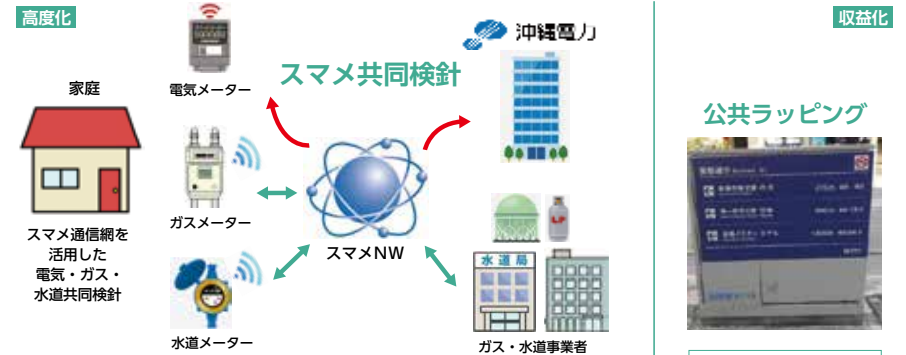 高度化
収益化
沖縄電力
スマメ共同検針
家庭
電気メーター
公共ラッピング
ガスメーター
スマメ通信網を
活用した
電気・ガス・
水道共同検針
スマメNW
LP
水道局
水道メーター
ガス・水道事業者